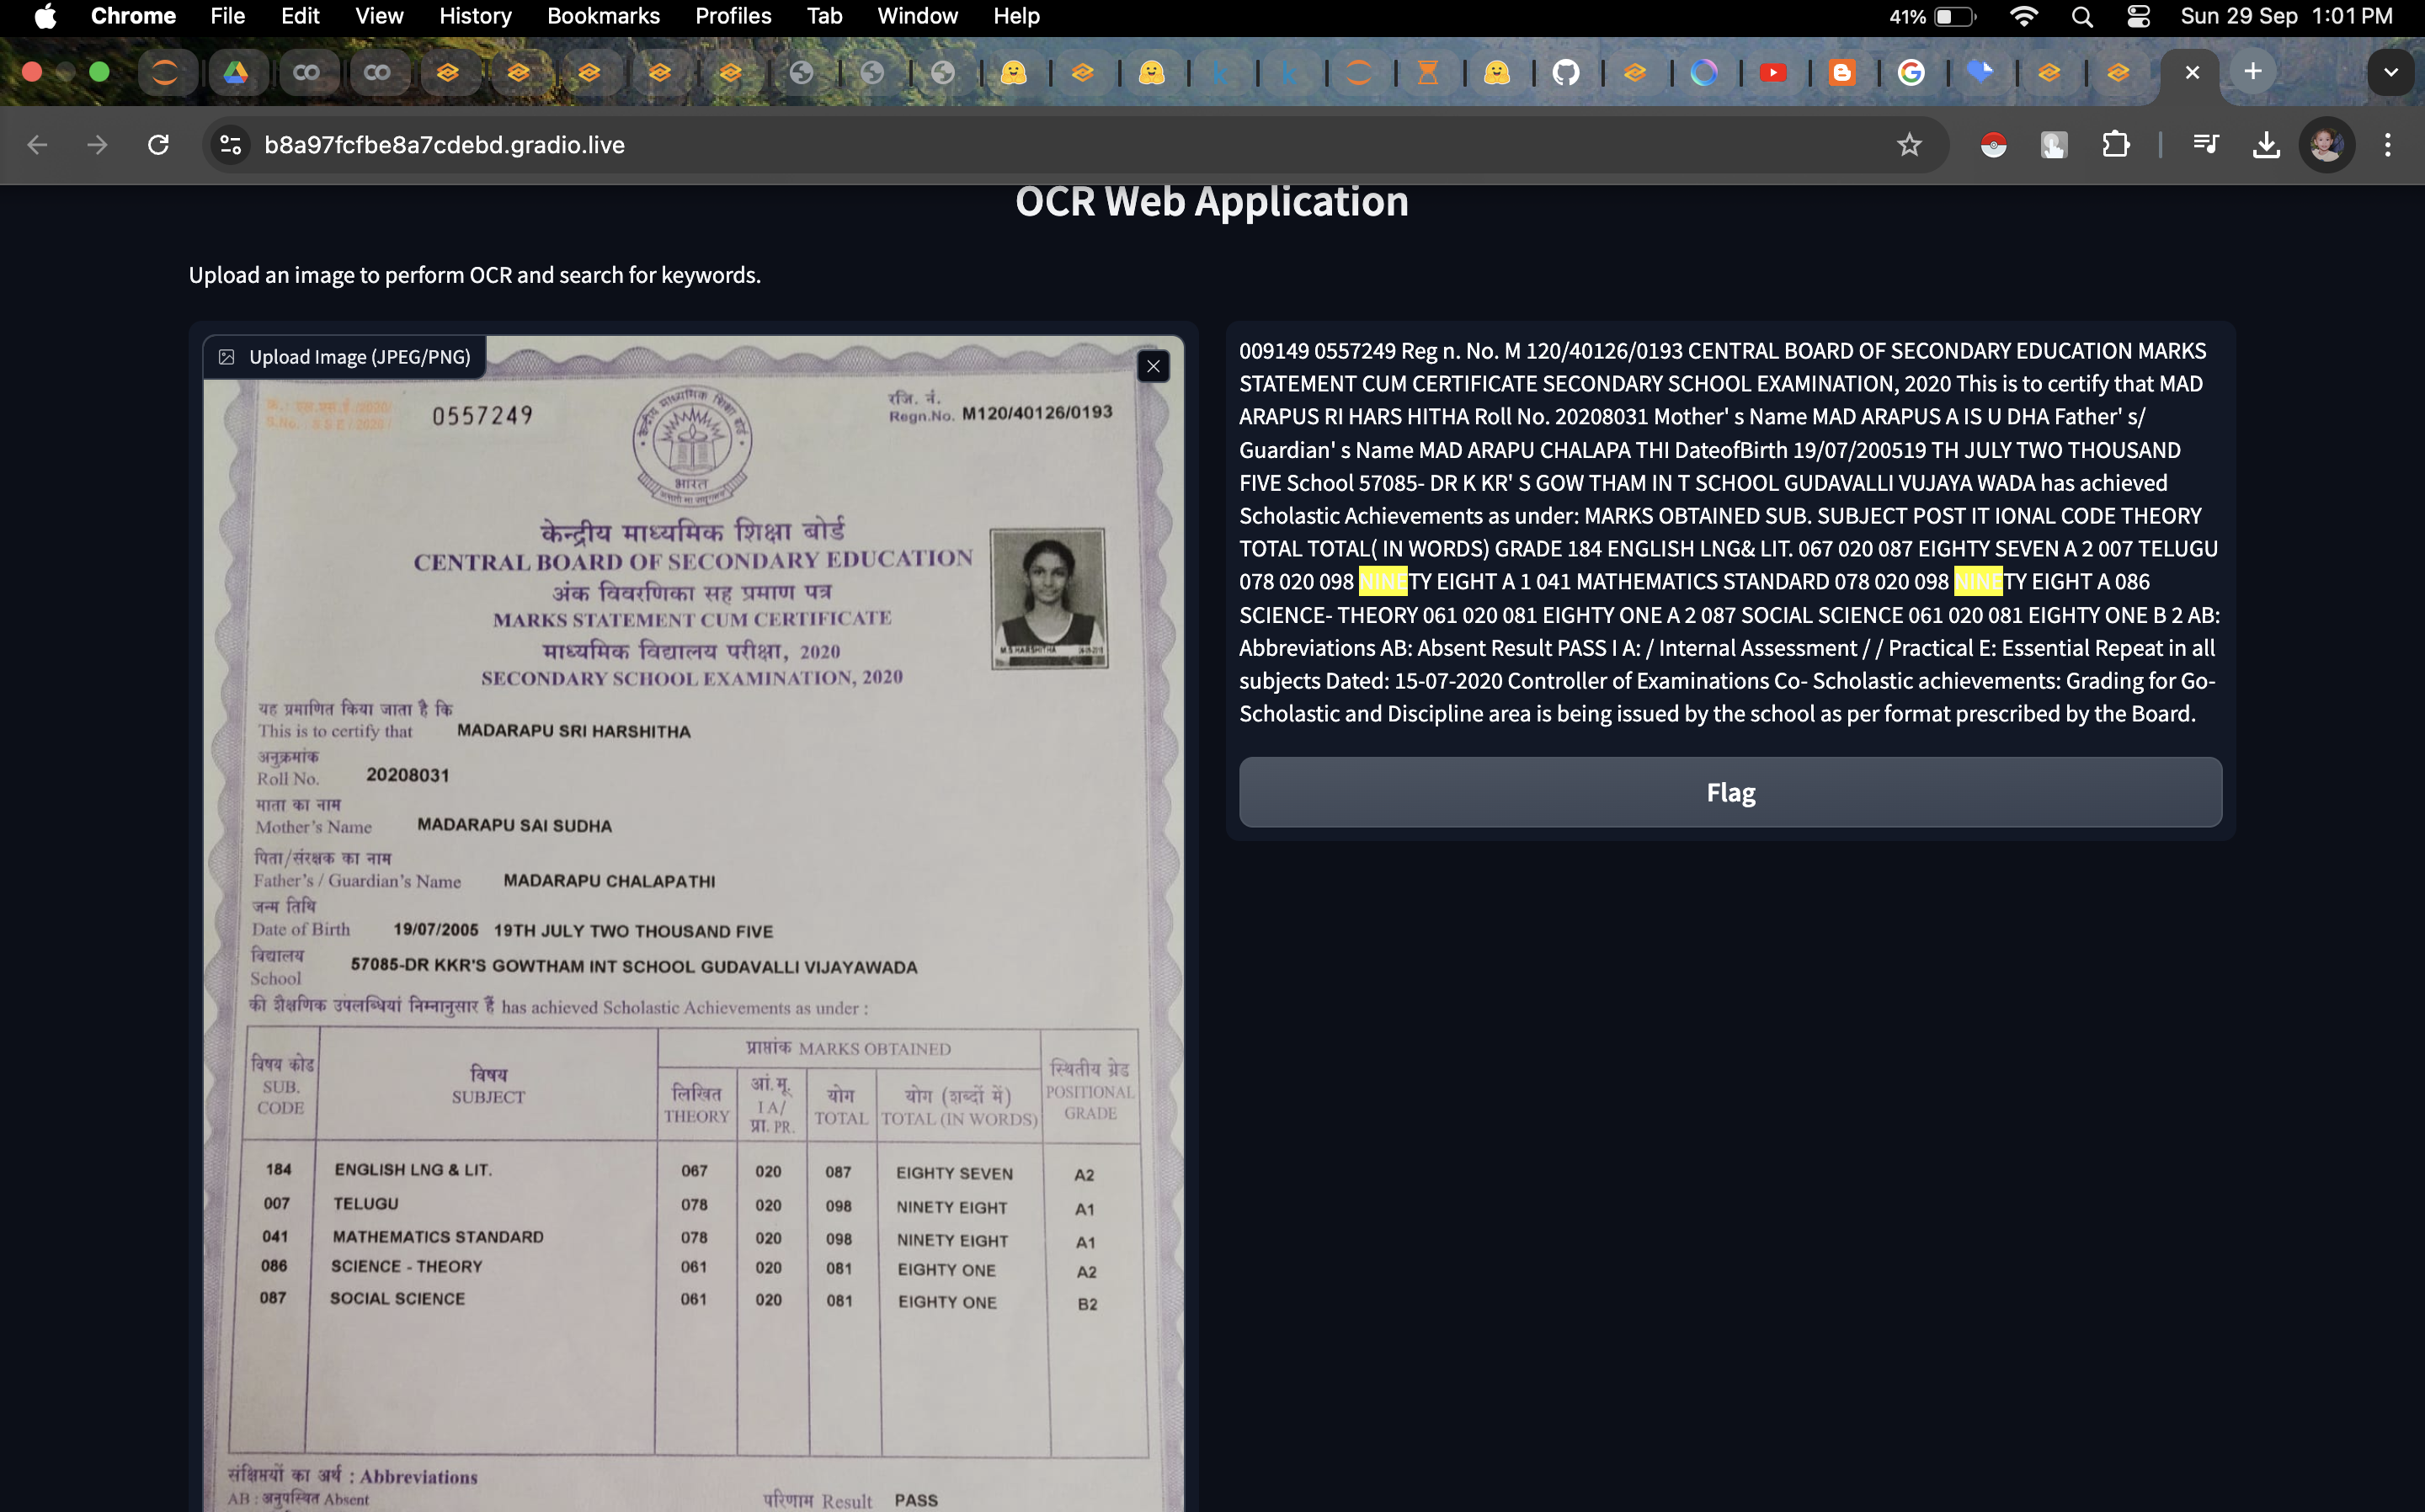 Chrome File Edit View History Bookmarks Profiles Tab Window Help
41% Sun 29 Sep 1:01 PM
b8a97fcfbe8a7cdebd.gradio.live
OCR Web Application
Upload an image to perform OCR and search for keywords.
Upload Image (JPEG/PNG)
0557249
रजि. नं.
Regn.No. M120/40126/0193
भारत
केन्द्रीय माध्यमिक शिक्षा बोर्ड
CENTRAL BOARD OF SECONDARY EDUCATION
अंक विवरणिका सह प्रमाण पत्र
MARKS STATEMENT CUM CERTIFICATE
माध्यमिक विद्यालय परीक्षा, 2020
SECONDARY SCHOOL EXAMINATION, 2020
M.S.HARSHITHA
यह प्रमाणित किया जाता है कि
This is to certify that MADARAPU SRI HARSHITHA
अनुक्रमांक
Roll No. 20208031
माता का नाम
Mother's Name MADARAPU SAI SUDHA
पिता/संरक्षक का नाम
Father's / Guardian's Name MADARAPU CHALAPATHI
जन्म तिथि
Date of Birth 19/07/2005 19TH JULY TWO THOUSAND FIVE
विद्यालय
School 57085-DR KKR'S GOWTHAM INT SCHOOL GUDAVALLI VIJAYAWADA
की शैक्षणिक उपलब्धियां निम्नानुसार हैं has achieved Scholastic Achievements as under :
विषय कोड SUB. CODE
विषय SUBJECT
प्राप्तांक MARKS OBTAINED
लिखित THEORY
आं.मू. I A/ प्रा. PR.
योग TOTAL
योग (शब्दों में) TOTAL (IN WORDS)
स्थितीय ग्रेड POSITIONAL GRADE
184 ENGLISH LNG & LIT. 067 020 087 EIGHTY SEVEN A2
007 TELUGU 078 020 098 NINETY EIGHT A1
041 MATHEMATICS STANDARD 078 020 098 NINETY EIGHT A1
086 SCIENCE - THEORY 061 020 081 EIGHTY ONE A2
087 SOCIAL SCIENCE 061 020 081 EIGHTY ONE B2
संक्षिप्तियों का अर्थ : Abbreviations
AB : अनुपस्थित Absent
परिणाम Result PASS
009149 0557249 Reg n. No. M 120/40126/0193 CENTRAL BOARD OF SECONDARY EDUCATION MARKS
STATEMENT CUM CERTIFICATE SECONDARY SCHOOL EXAMINATION, 2020 This is to certify that MAD
ARAPUS RI HARS HITHA Roll No. 20208031 Mother' s Name MAD ARAPUS A IS U DHA Father' s/
Guardian' s Name MAD ARAPU CHALAPA THI DateofBirth 19/07/200519 TH JULY TWO THOUSAND
FIVE School 57085- DR K KR' S GOW THAM IN T SCHOOL GUDAVALLI VUJAYA WADA has achieved
Scholastic Achievements as under: MARKS OBTAINED SUB. SUBJECT POST IT IONAL CODE THEORY
TOTAL TOTAL( IN WORDS) GRADE 184 ENGLISH LNG& LIT. 067 020 087 EIGHTY SEVEN A 2 007 TELUGU
078 020 098 NINETY EIGHT A 1 041 MATHEMATICS STANDARD 078 020 098 NINETY EIGHT A 086
SCIENCE- THEORY 061 020 081 EIGHTY ONE A 2 087 SOCIAL SCIENCE 061 020 081 EIGHTY ONE B 2 AB:
Abbreviations AB: Absent Result PASS I A: / Internal Assessment / / Practical E: Essential Repeat in all
subjects Dated: 15-07-2020 Controller of Examinations Co- Scholastic achievements: Grading for Go-
Scholastic and Discipline area is being issued by the school as per format prescribed by the Board.
Flag